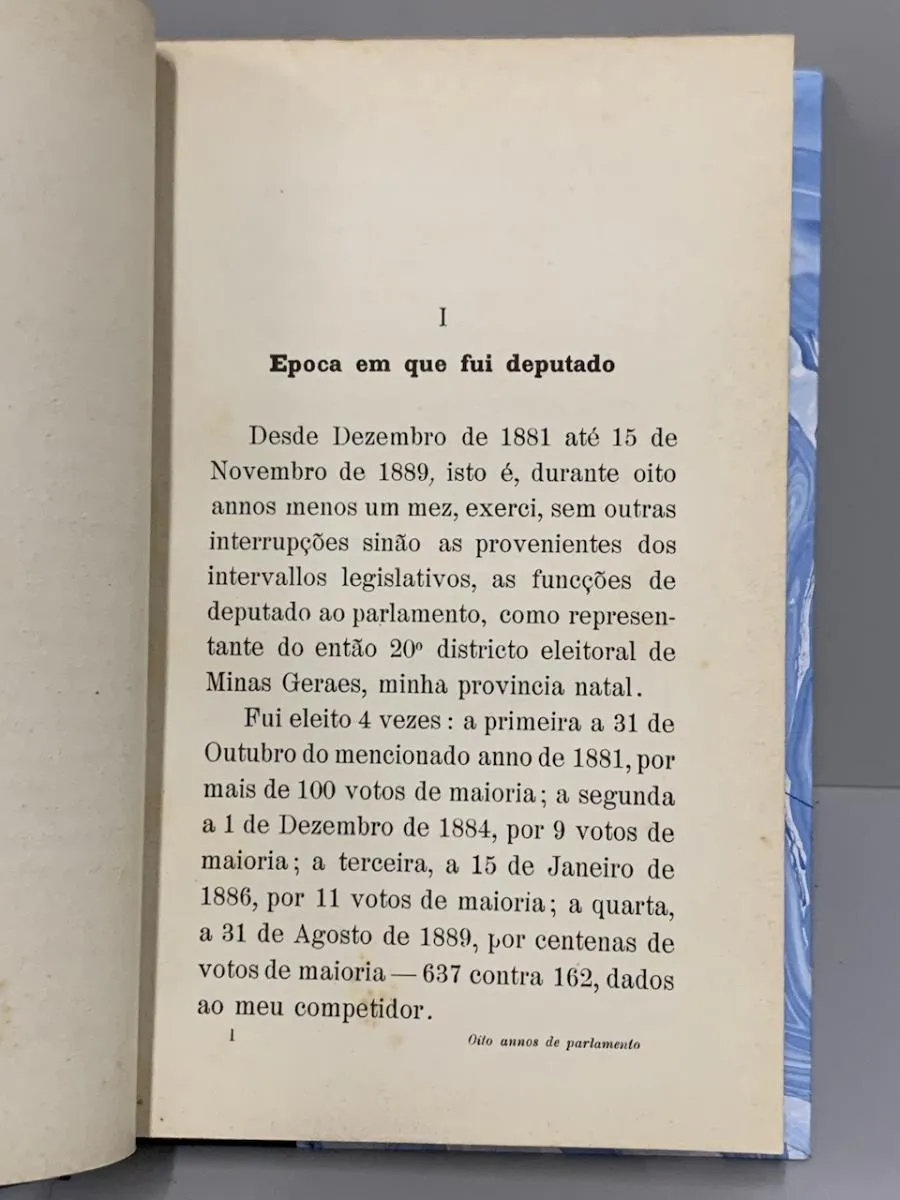 I
Epoca em que fui deputado
Desde Dezembro de 1881 até 15 de
Novembro de 1889, isto é, durante oito
annos menos um mez, exerci, sem outras
interrupções sinão as provenientes dos
intervallos legislativos, as funcções de
deputado ao parlamento, como represen-
tante do então 20º districto eleitoral de
Minas Geraes, minha provincia natal.
Fui eleito 4 vezes : a primeira a 31 de
Outubro do mencionado anno de 1881, por
mais de 100 votos de maioria ; a segunda
a 1 de Dezembro de 1884, por 9 votos de
maioria ; a terceira, a 15 de Janeiro de
1886, por 11 votos de maioria ; a quarta,
a 31 de Agosto de 1889, por centenas de
votos de maioria — 637 contra 162, dados
ao meu competidor.
1 Oito annos de parlamento